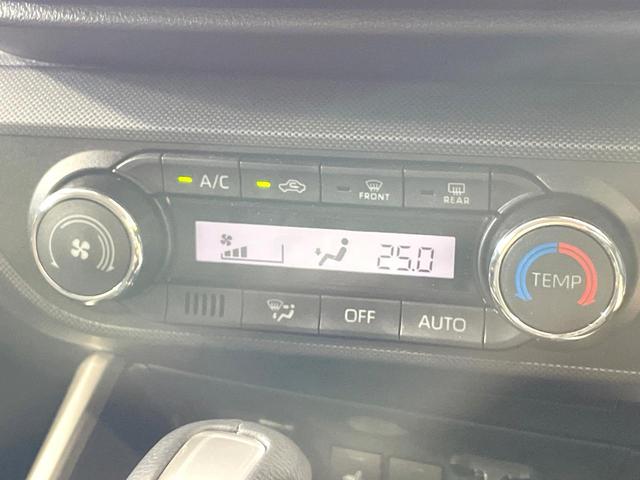 A/C
FRONT
REAR
25.0
TEMP
OFF
AUTO